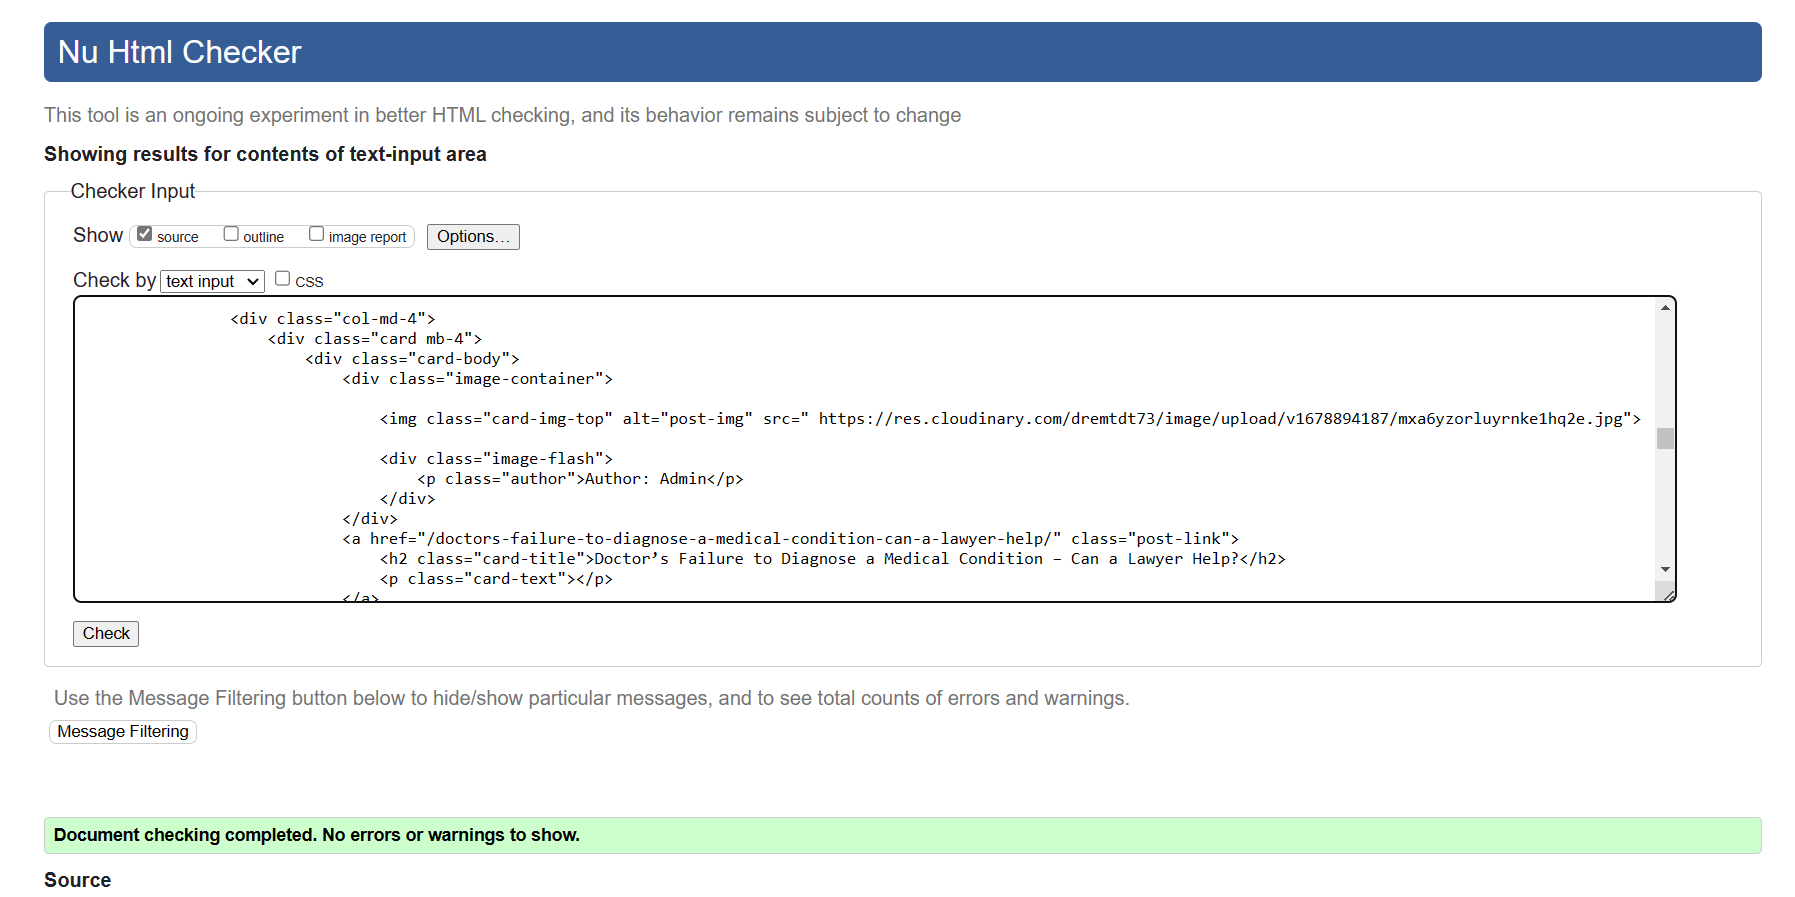 Nu Html Checker
This tool is an ongoing experiment in better HTML checking, and its behavior remains subject to change
Showing results for contents of text-input area
Checker Input
Show source outline image report Options...
Check by text input CSS
<div class="col-md-4">
<div class="card mb-4">
<div class="card-body">
<div class="image-container">
<img class="card-img-top" alt="post-img" src=" https://res.cloudinary.com/dremtdt73/image/upload/v1678894187/mxa6yzorluyrnke1hq2e.jpg">
<div class="image-flash">
<p class="author">Author: Admin</p>
</div>
</div>
<a href="/doctors-failure-to-diagnose-a-medical-condition-can-a-lawyer-help/" class="post-link">
<h2 class="card-title">Doctor’s Failure to Diagnose a Medical Condition – Can a Lawyer Help?</h2>
<p class="card-text"></p>
</a>
Check
Use the Message Filtering button below to hide/show particular messages, and to see total counts of errors and warnings.
Message Filtering
Document checking completed. No errors or warnings to show.
Source